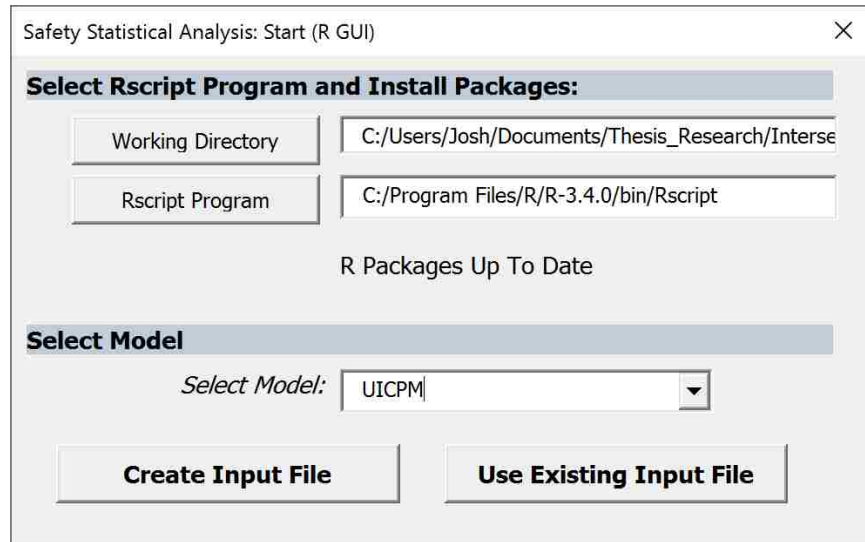 Safety Statistical Analysis: Start (R GUI)
Select Rscript Program and Install Packages:
Working Directory C:/Users/Josh/Documents/Thesis_Research/Interse
Rscript Program C:/Program Files/R/R-3.4.0/bin/Rscript
R Packages Up To Date
Select Model
Select Model: UICPM
Create Input File Use Existing Input File